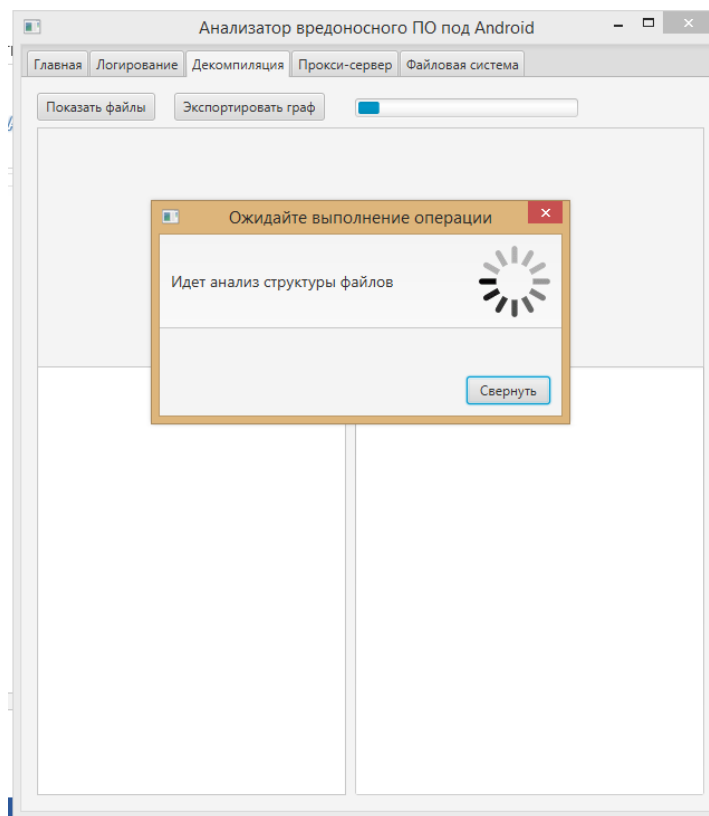 Анализатор вредоносного ПО под Android
Главная Логирование Декомпиляция Прокси-сервер Файловая система
Показать файлы Экспортировать граф
Ожидайте выполнение операции
Идет анализ структуры файлов
Свернуть